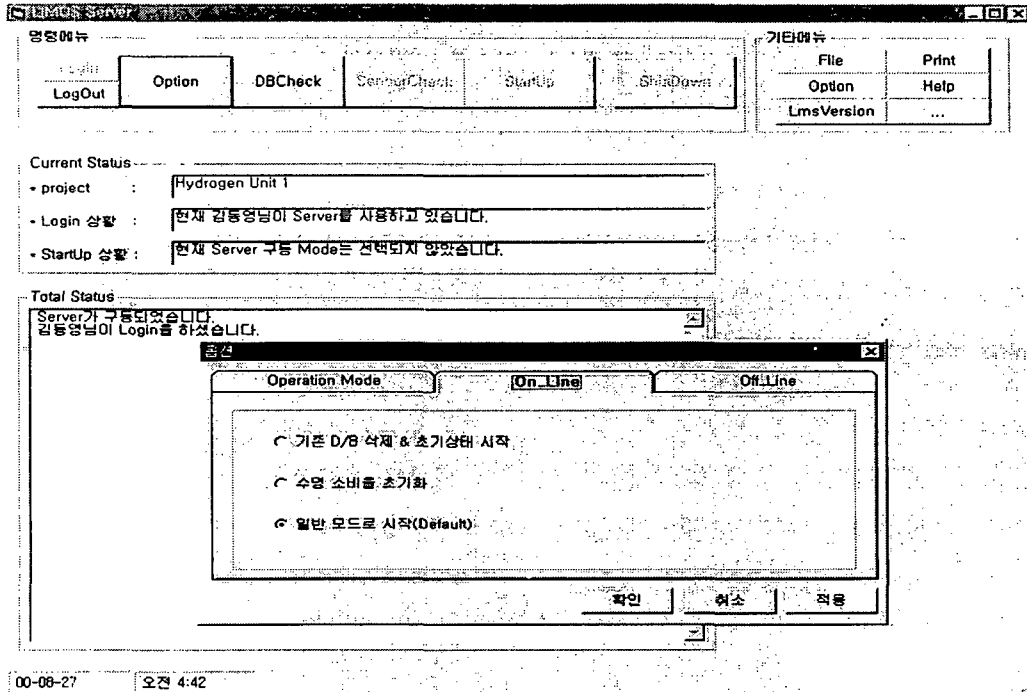 LIMUS Server
명령메뉴
기타메뉴
Login
LogOut
Option
DBCheck
ServerCheck
StartUp
ShutDown
File
Print
Option
Help
LmsVersion
...
Current Status
- project :
Hydrogen Unit 1
- Login 상황 :
현재 김동영님이 Server를 사용하고 있습니다.
- StartUp 상황 :
현재 Server 구동 Mode는 선택되지 않았습니다.
Total Status
Server가 구동되었습니다.
김동영님이 Login을 하셨습니다.
옵션
Operation Mode
On_Line
Off_Line
기존 D/B 삭제 & 초기상태 시작
수명 소비율 초기화
일반 모드로 시작(Default)
확인
취소
적용
00-08-27
오전 4:42